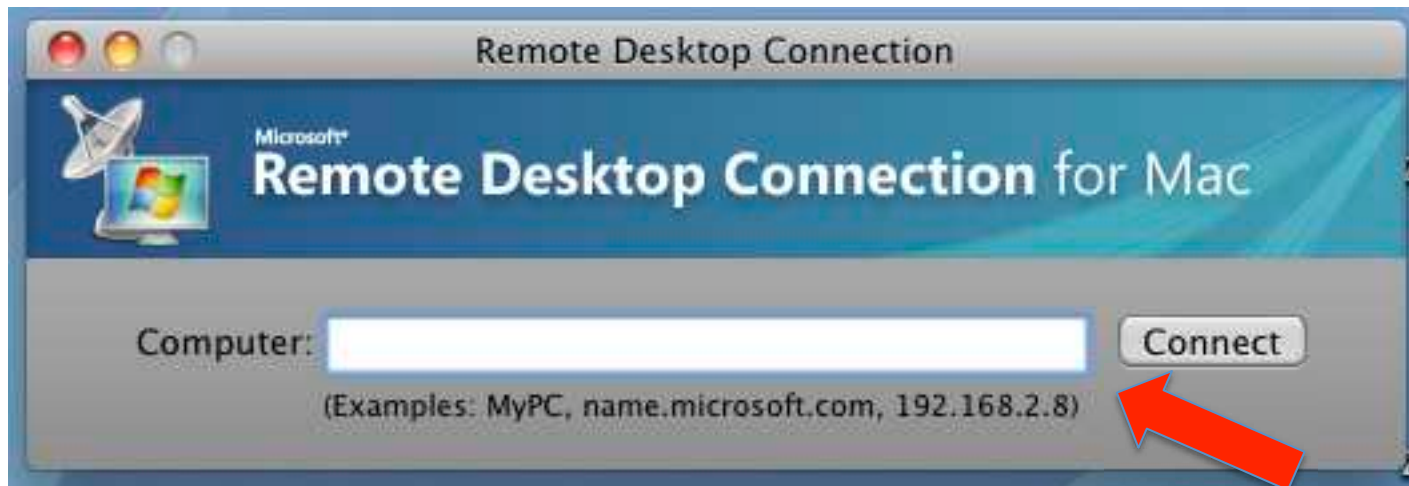 Remote Desktop Connection
Microsoft®
Remote Desktop Connection for Mac
Computer:
Connect
(Examples: MyPC, name.microsoft.com, 192.168.2.8)